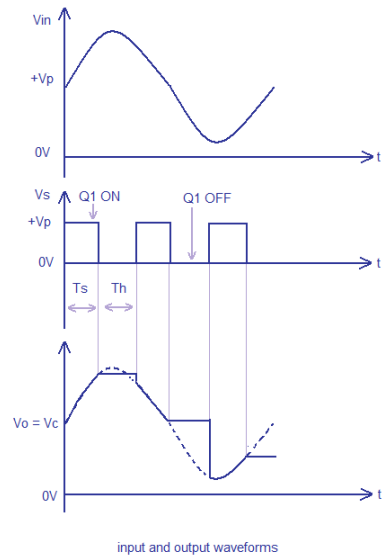 Vin
+Vp
0V
t
Vs
Q1 ON
Q1 OFF
+Vp
0V
t
Ts
Th
Vo = Vc
0V
t
input and output waveforms